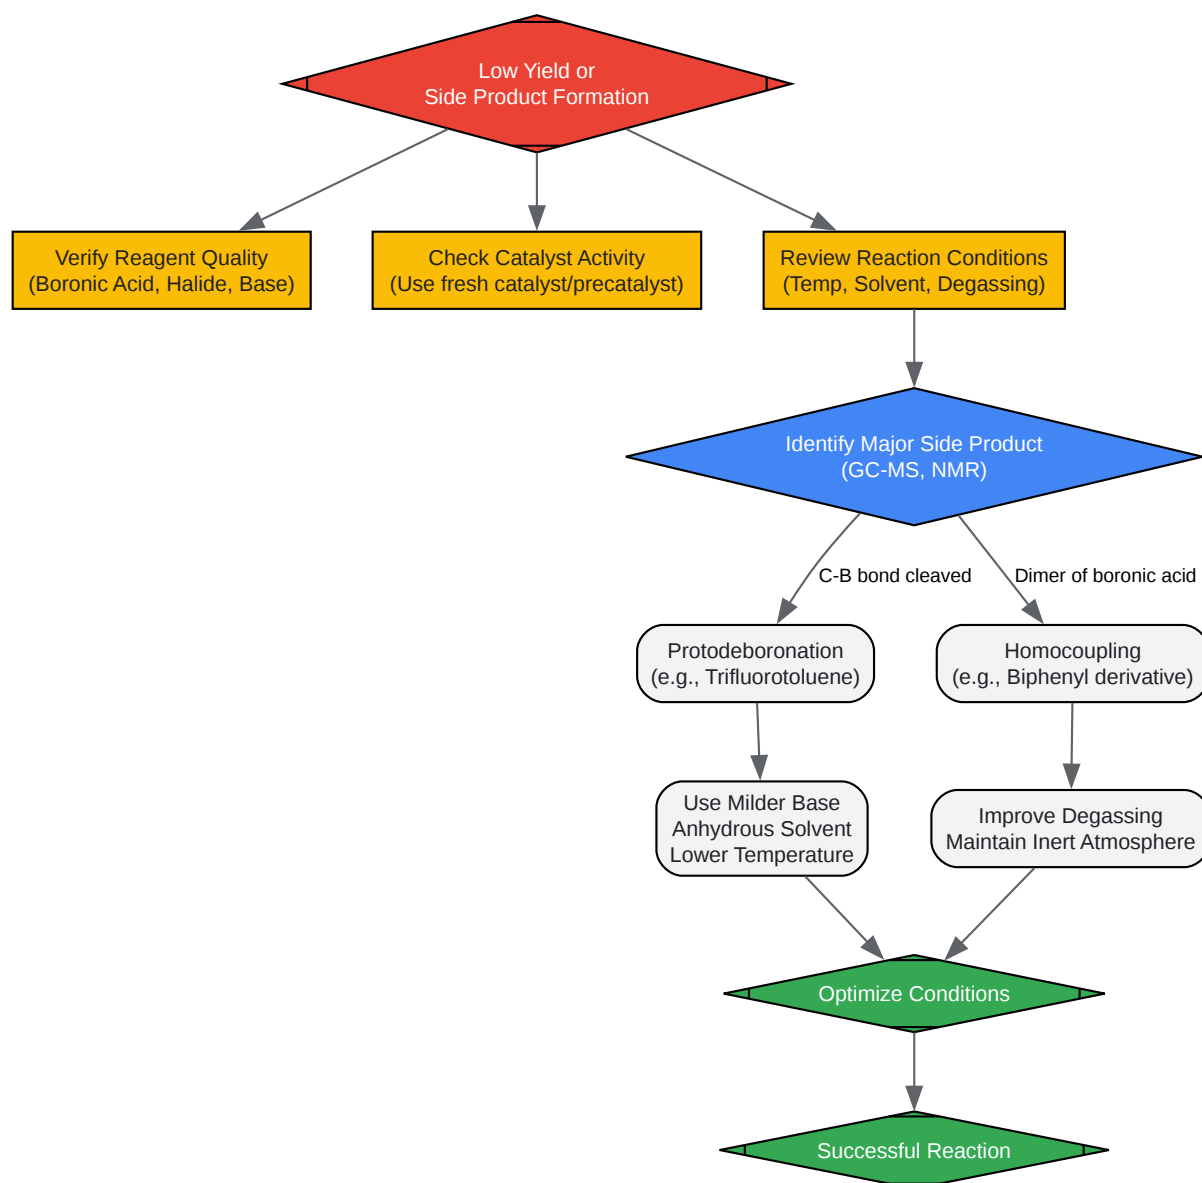 Low Yield or
Side Product Formation
Verify Reagent Quality
(Boronic Acid, Halide, Base)
Check Catalyst Activity
(Use fresh catalyst/precatalyst)
Review Reaction Conditions
(Temp, Solvent, Degassing)
Identify Major Side Product
(GC-MS, NMR)
C-B bond cleaved
Dimer of boronic acid
Protodeboronation
(e.g., Trifluorotoluene)
Homocoupling
(e.g., Biphenyl derivative)
Use Milder Base
Anhydrous Solvent
Lower Temperature
Improve Degassing
Maintain Inert Atmosphere
Optimize Conditions
Successful Reaction